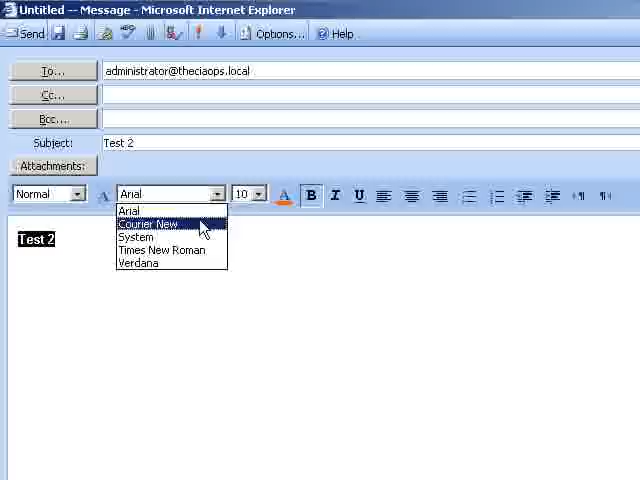 Untitled -- Message - Microsoft Internet Explorer
Send Options... Help
To... administrator@theciaops.local
Cc...
Bcc...
Subject: Test 2
Attachments:
Normal A Arial 10 A B I U
Arial
Courier New
Test 2
System
Times New Roman
Verdana